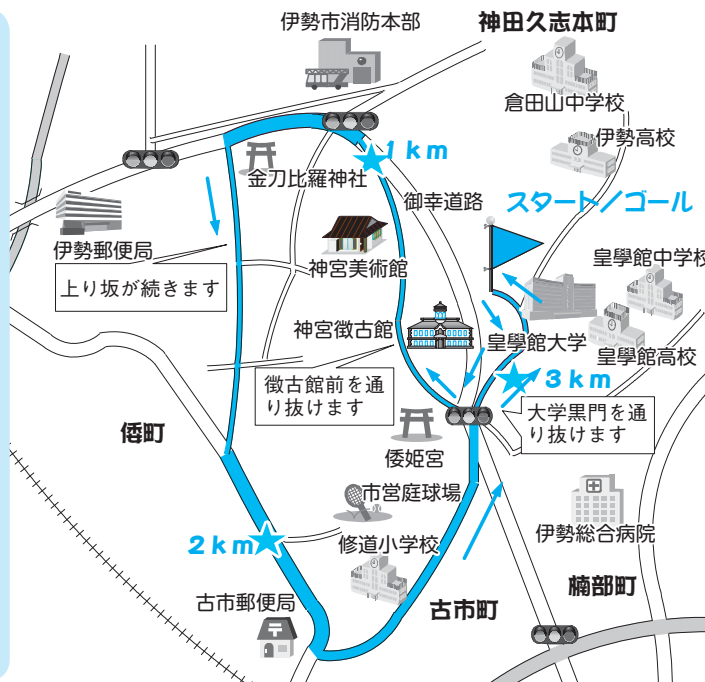 伊勢市消防本部
神田久志本町
倉田山中学校
伊勢高校
1km
金刀比羅神社
御幸道路
スタート／ゴール
伊勢郵便局
神宮美術館
皇學館中学校
上り坂が続きます
神宮徴古館
皇學館大学
皇學館高校
徴古館前を通
り抜けます
3km
大学黒門を通
り抜けます
倭町
倭姫宮
市営庭球場
伊勢総合病院
2km
修道小学校
古市郵便局
古市町
楠部町